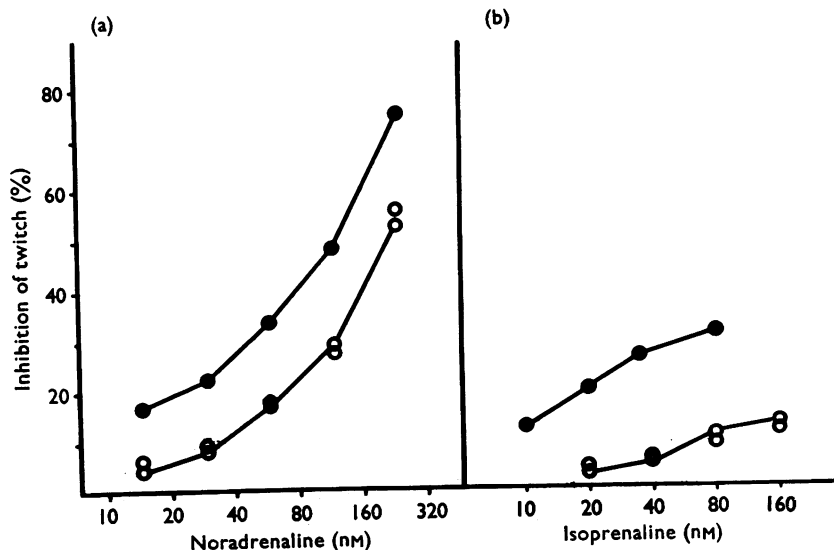 (a)
(b)
Inhibition of twitch (%)
80
60
40
20
10 20 40 80 160 320
Noradrenaline (nM)
10 20 40 80 160
Isoprenaline (nM)